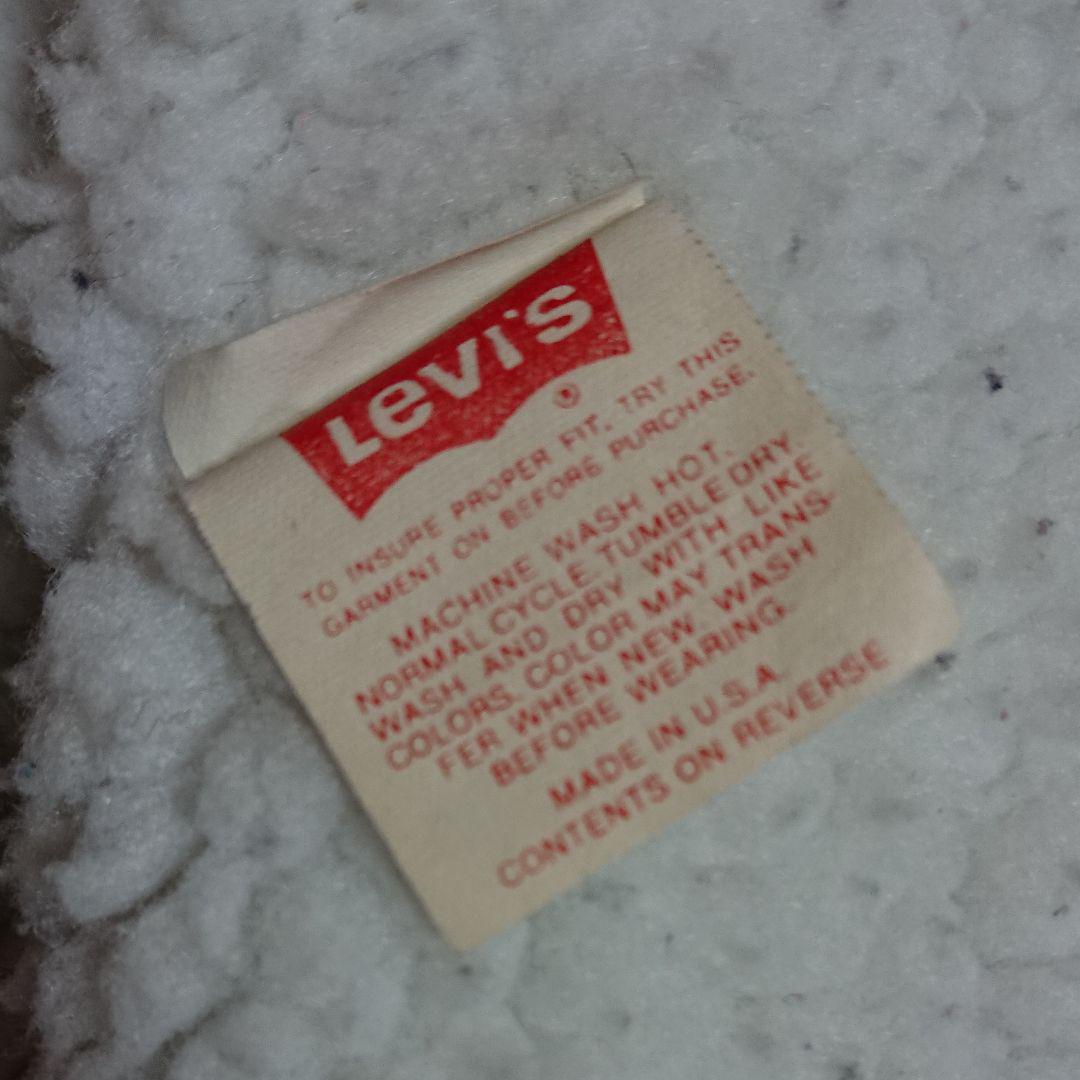 Levi's
®
TO INSURE PROPER FIT, TRY THIS
GARMENT ON BEFORE PURCHASE.
MACHINE WASH HOT.
NORMAL CYCLE. TUMBLE DRY.
WASH AND DRY WITH LIKE
COLORS. COLOR MAY TRANS-
FER WHEN NEW. WASH
BEFORE WEARING.
MADE IN U.S.A.
CONTENTS ON REVERSE